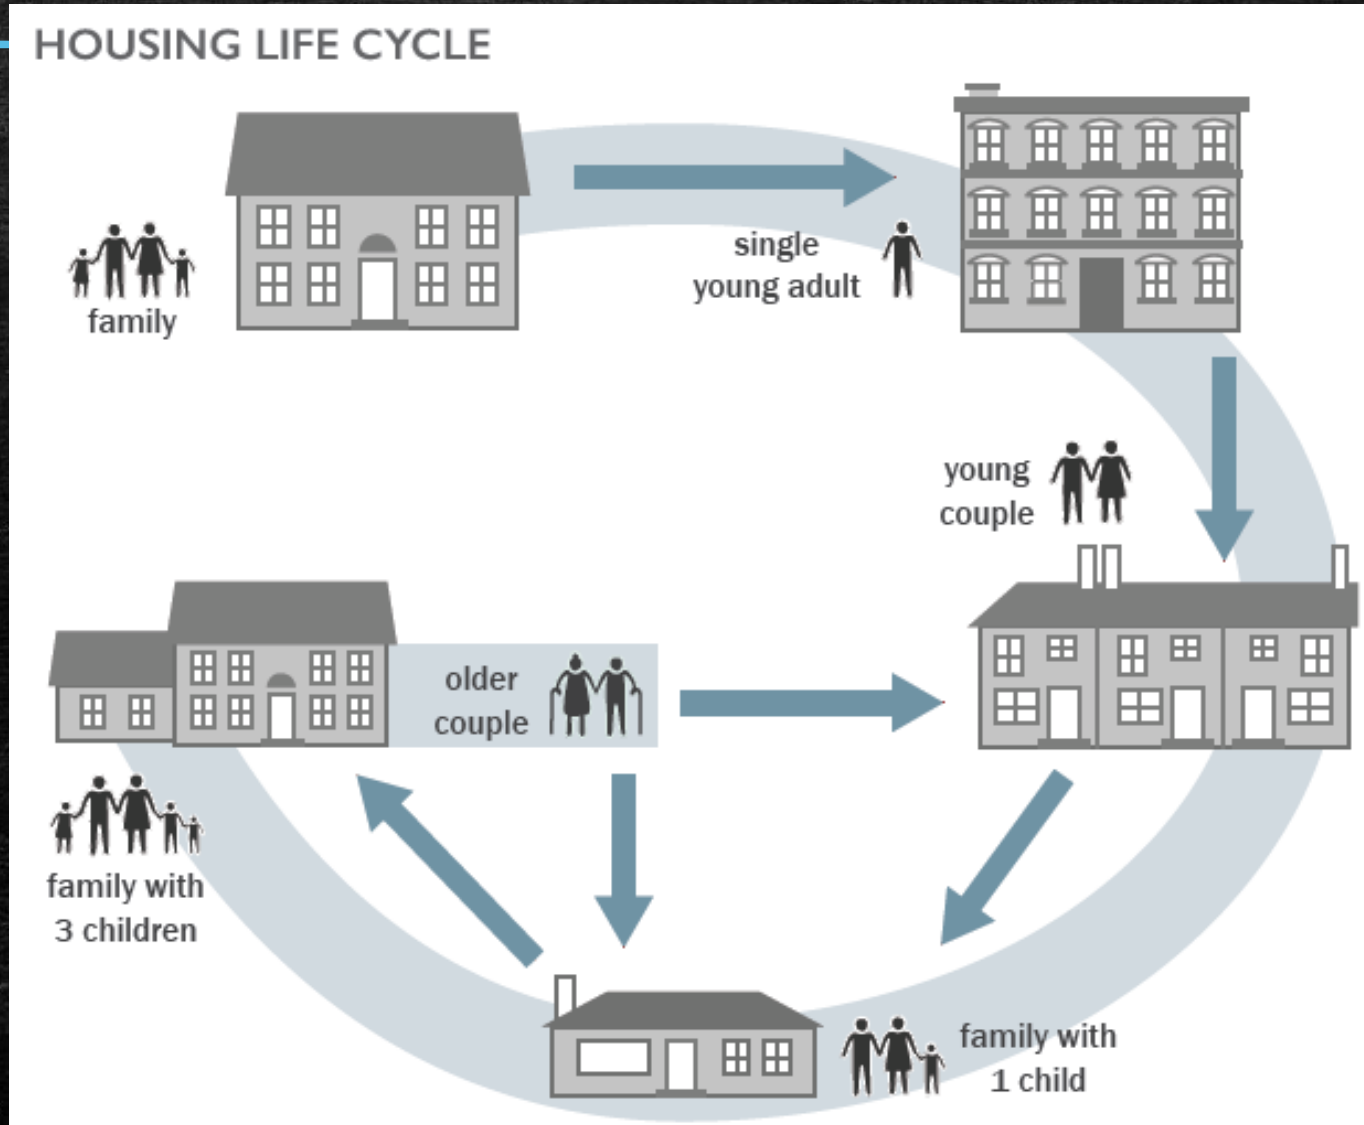 HOUSING LIFE CYCLE
family
single
young adult
young
couple
older
couple
family with
3 children
family with
1 child